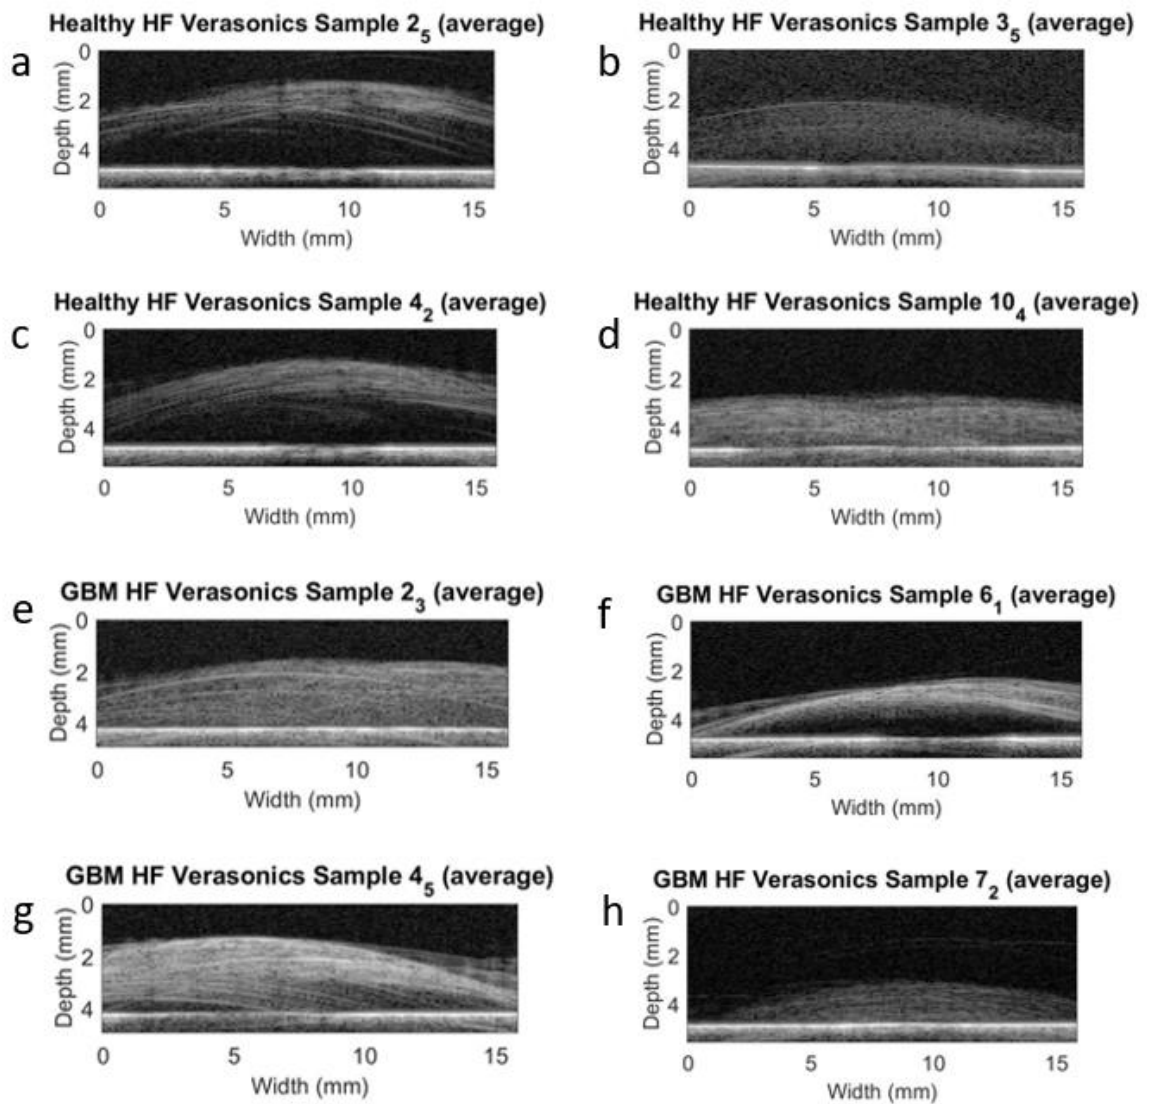 Healthy HF Verasonics Sample 2₅ (average)
a
0
2
4
Depth (mm)
0 5 10 15
Width (mm)
Healthy HF Verasonics Sample 3₅ (average)
b
0
2
4
Depth (mm)
0 5 10 15
Width (mm)
Healthy HF Verasonics Sample 4₂ (average)
c
0
2
4
Depth (mm)
0 5 10 15
Width (mm)
Healthy HF Verasonics Sample 10₄ (average)
d
0
2
4
Depth (mm)
0 5 10 15
Width (mm)
GBM HF Verasonics Sample 2₃ (average)
e
0
2
4
Depth (mm)
0 5 10 15
Width (mm)
GBM HF Verasonics Sample 6₁ (average)
f
0
2
4
Depth (mm)
0 5 10 15
Width (mm)
GBM HF Verasonics Sample 4₅ (average)
g
0
2
4
Depth (mm)
0 5 10 15
Width (mm)
GBM HF Verasonics Sample 7₂ (average)
h
0
2
4
Depth (mm)
0 5 10 15
Width (mm)